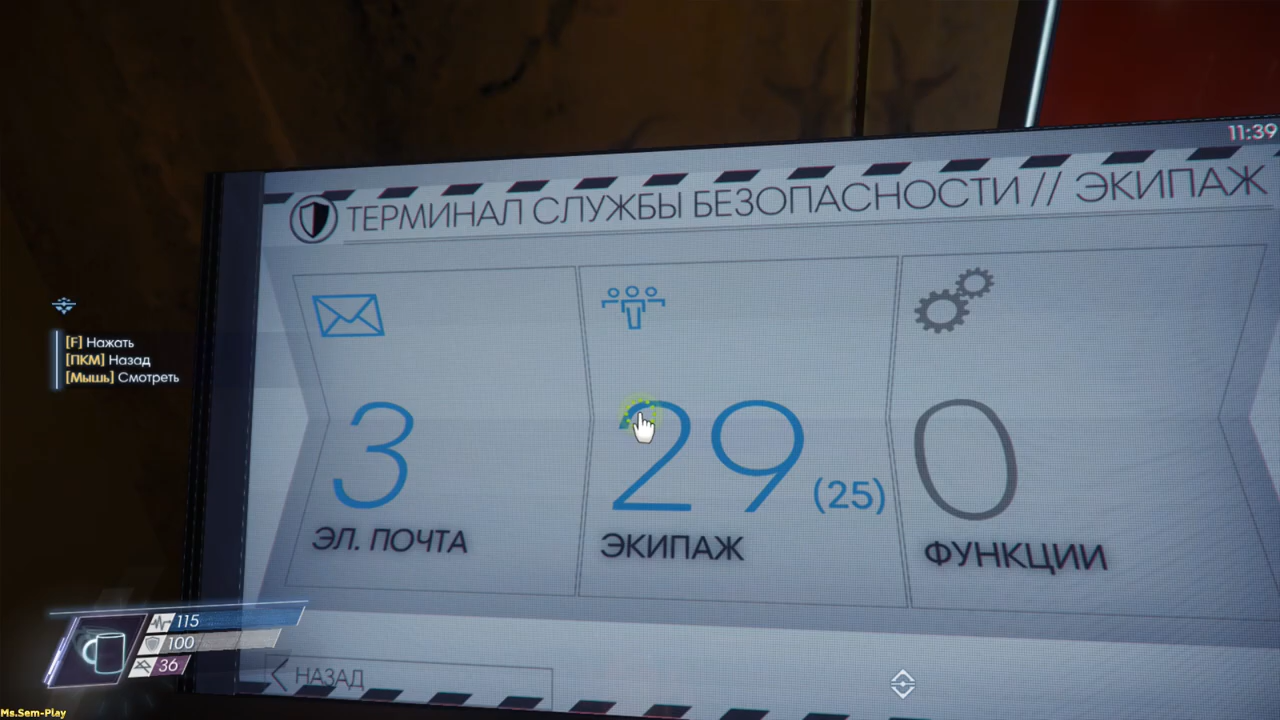 11:39
ТЕРМИНАЛ СЛУЖБЫ БЕЗОПАСНОСТИ // ЭКИПАЖ
[F] Нажать
[ПКМ] Назад
[Мышь] Смотреть
3
ЭЛ. ПОЧТА
29 (25)
ЭКИПАЖ
0
ФУНКЦИИ
115
100
36
НАЗАД
Ms.Sem-Play